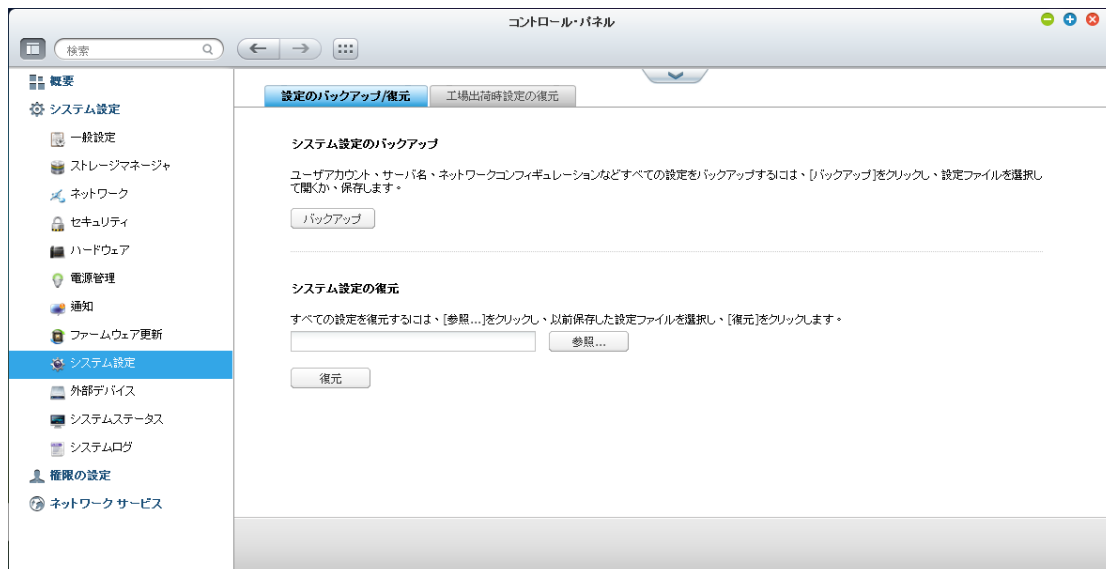 コントロール・パネル
検索
概要
システム設定
一般設定
ストレージマネージャ
ネットワーク
セキュリティ
ハードウェア
電源管理
通知
ファームウェア更新
システム設定
外部デバイス
システムステータス
システムログ
権限の設定
ネットワーク サービス
設定のバックアップ/復元
工場出荷時設定の復元
システム設定のバックアップ
ユーザアカウント、サーバ名、ネットワークコンフィギュレーションなどすべての設定をバックアップするには、[バックアップ]をクリックし、設定ファイルを選択し
て開くか、保存します。
バックアップ
システム設定の復元
すべての設定を復元するには、[参照...]をクリックし、以前保存した設定ファイルを選択し、[復元]をクリックします。
参照...
復元